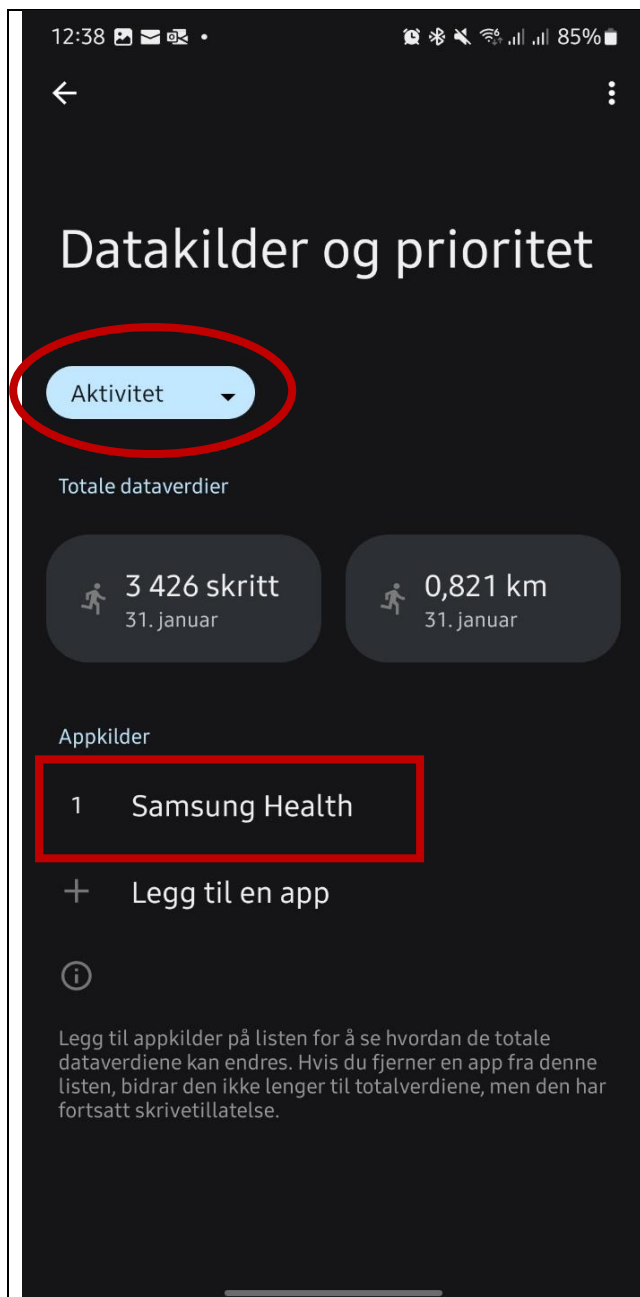 12:38
85%
Datakilder og prioritet
Aktivitet
Totale dataverdier
3 426 skritt
31. januar
0,821 km
31. januar
Appkilder
1 Samsung Health
+ Legg til en app
Legg til appkilder på listen for å se hvordan de totale
dataverdiene kan endres. Hvis du fjerner en app fra denne
listen, bidrar den ikke lenger til totalverdiene, men den har
fortsatt skrivetillatelse.